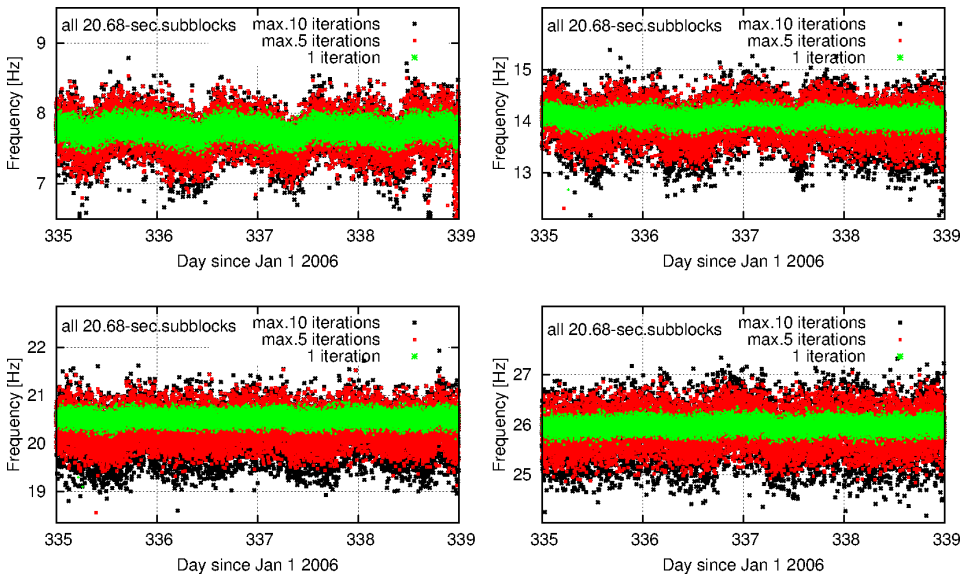 all 20.68-sec.subblocks
max.10 iterations
max.5 iterations
1 iteration
Frequency [Hz]
9
8
7
335 336 337 338 339
Day since Jan 1 2006
all 20.68-sec.subblocks
max.10 iterations
max.5 iterations
1 iteration
Frequency [Hz]
15
14
13
335 336 337 338 339
Day since Jan 1 2006
all 20.68-sec.subblocks
max.10 iterations
max.5 iterations
1 iteration
Frequency [Hz]
22
21
20
19
335 336 337 338 339
Day since Jan 1 2006
all 20.68-sec.subblocks
max.10 iterations
max.5 iterations
1 iteration
Frequency [Hz]
27
26
25
335 336 337 338 339
Day since Jan 1 2006